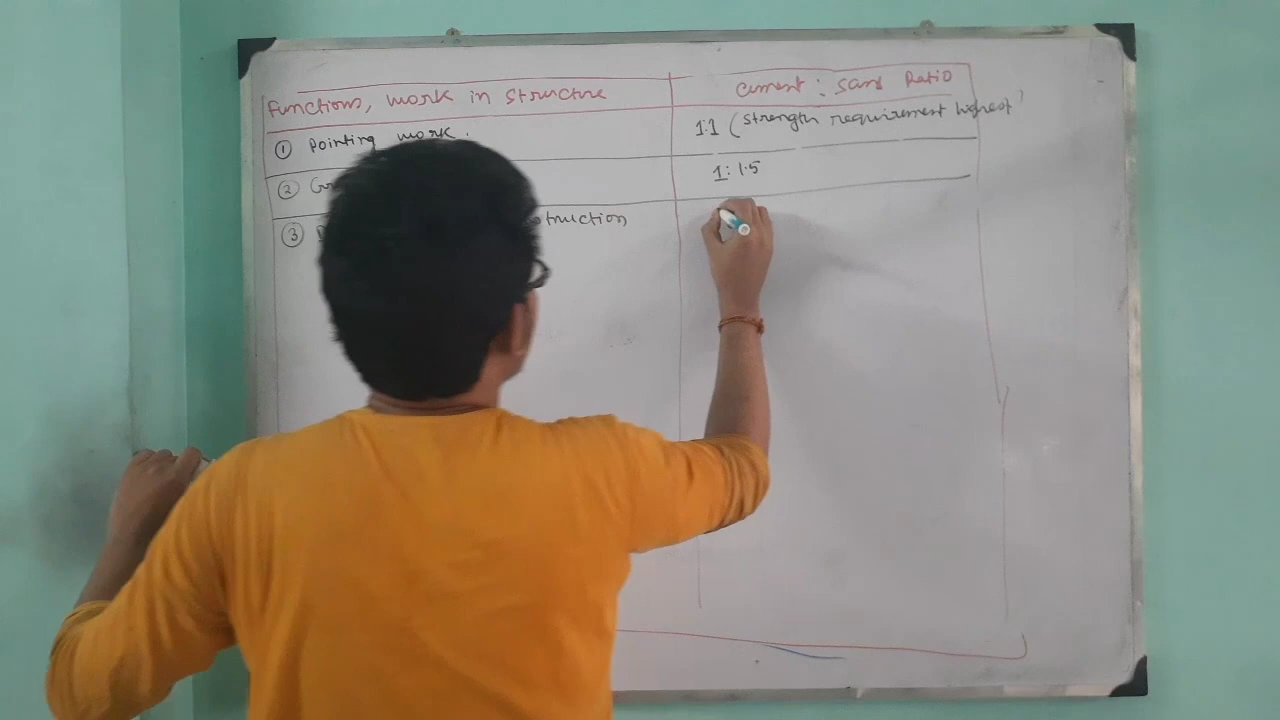 functions, work in structure
cement : sand Ratio
① Pointing work.
1:1 (strength requirement highest)
②
1:1.5
③